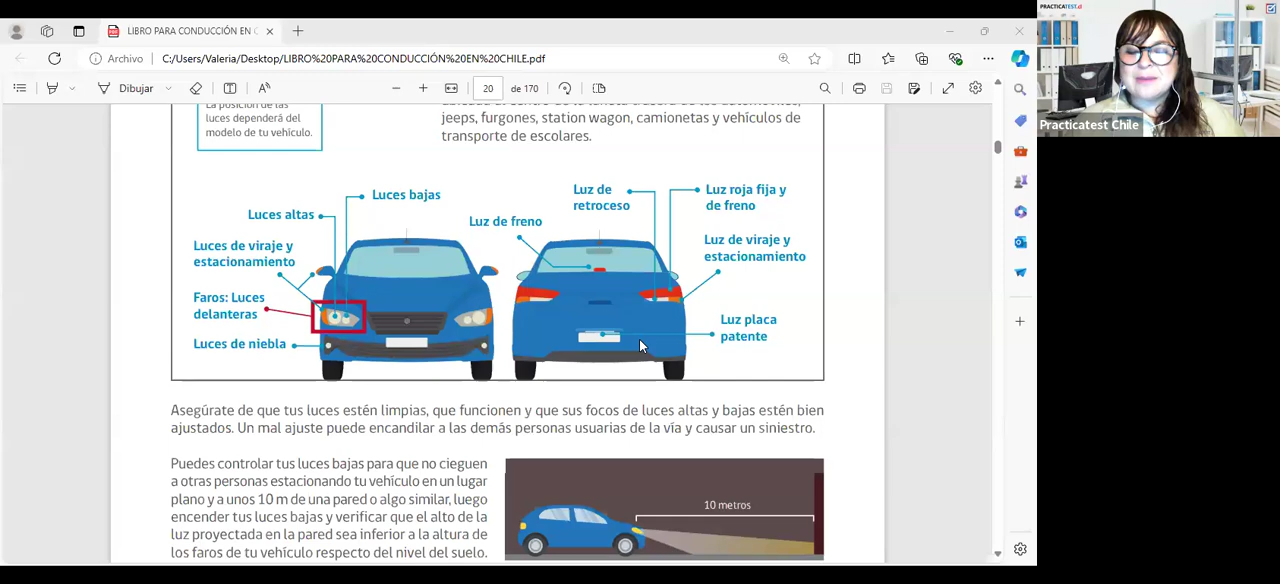 LIBRO PARA CONDUCCIÓN EN C
Archivo
C:/Users/Valeria/Desktop/LIBRO%20PARA%20CONDUCCIÓN%20EN%20CHILE.pdf
Dibujar
20
de 170
PRACTICATEST.cl
Practicatest Chile
La posición de las
luces dependerá del
modelo de tu vehículo.
jeeps, furgones, station wagon, camionetas y vehículos de
transporte de escolares.
Luces bajas
Luces altas
Luces de viraje y
estacionamiento
Faros: Luces
delanteras
Luces de niebla
Luz de freno
Luz de
retroceso
Luz roja fija y
de freno
Luz de viraje y
estacionamiento
Luz placa
patente
Asegúrate de que tus luces estén limpias, que funcionen y que sus focos de luces altas y bajas estén bien
ajustados. Un mal ajuste puede encandilar a las demás personas usuarias de la vía y causar un siniestro.
Puedes controlar tus luces bajas para que no cieguen
a otras personas estacionando tu vehículo en un lugar
plano y a unos 10 m de una pared o algo similar, luego
encender tus luces bajas y verificar que el alto de la
luz proyectada en la pared sea inferior a la altura de
los faros de tu vehículo respecto del nivel del suelo.
10 metros